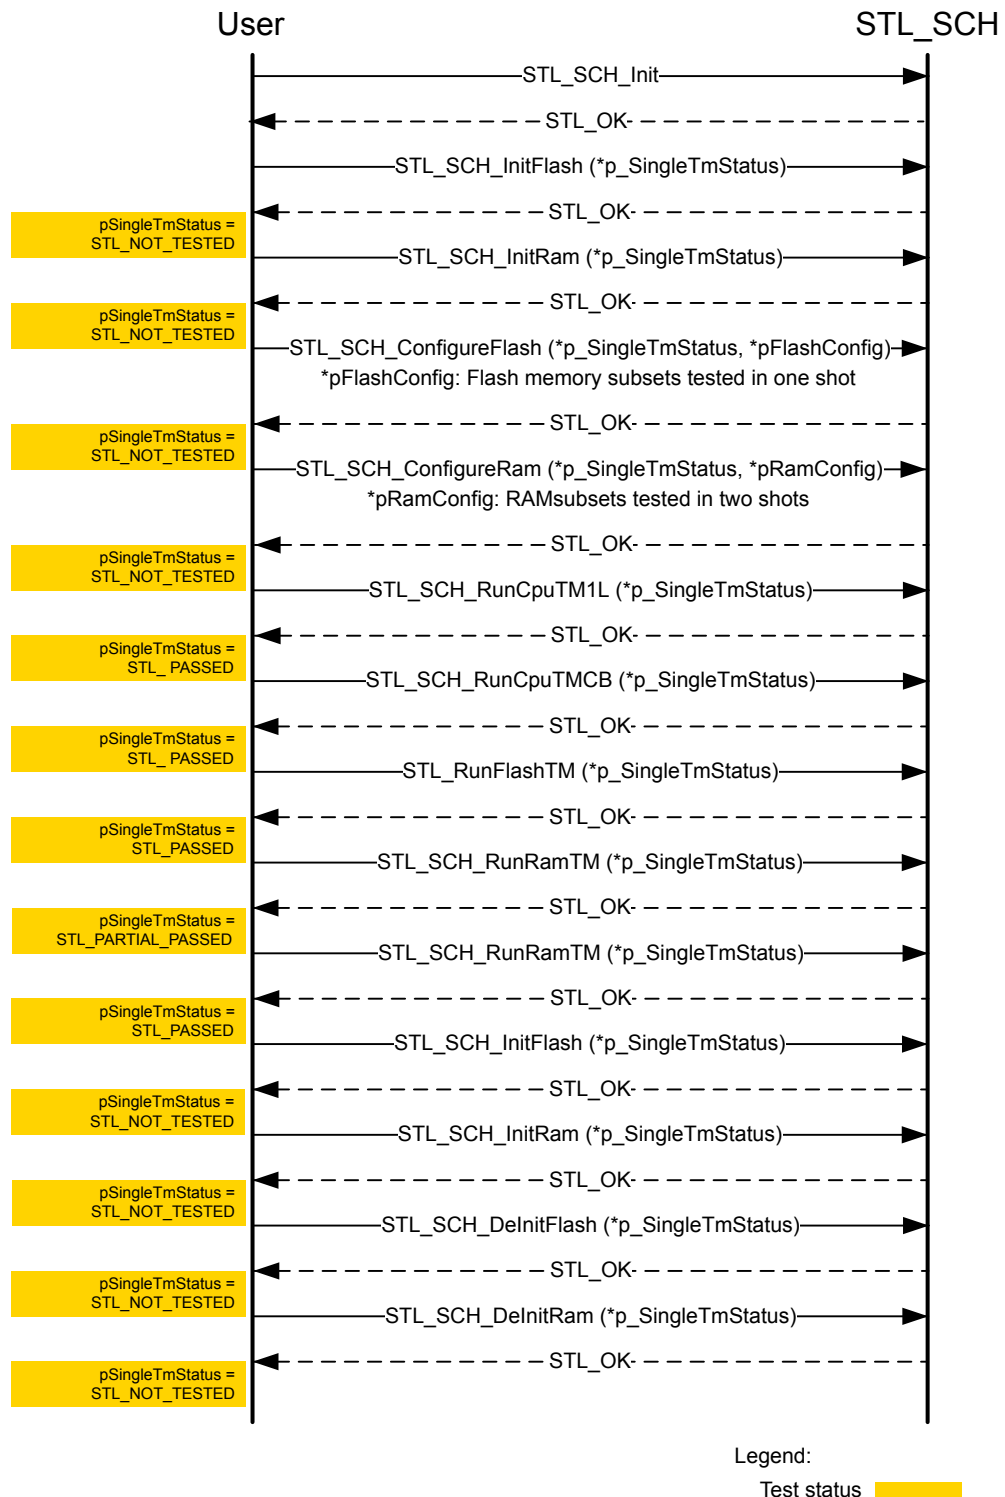 User STL_SCH
STL_SCH_Init
STL_OK
STL_SCH_InitFlash (*p_SingleTmStatus)
STL_OK
pSingleTmStatus =
STL_NOT_TESTED
STL_SCH_InitRam (*p_SingleTmStatus)
STL_OK
pSingleTmStatus =
STL_NOT_TESTED
STL_SCH_ConfigureFlash (*p_SingleTmStatus, *pFlashConfig)
*pFlashConfig: Flash memory subsets tested in one shot
STL_OK
pSingleTmStatus =
STL_NOT_TESTED
STL_SCH_ConfigureRam (*p_SingleTmStatus, *pRamConfig)
*pRamConfig: RAMsubsets tested in two shots
STL_OK
pSingleTmStatus =
STL_NOT_TESTED
STL_SCH_RunCpuTM1L (*p_SingleTmStatus)
STL_OK
pSingleTmStatus =
STL_ PASSED
STL_SCH_RunCpuTMCB (*p_SingleTmStatus)
STL_OK
pSingleTmStatus =
STL_ PASSED
STL_RunFlashTM (*p_SingleTmStatus)
STL_OK
pSingleTmStatus =
STL_PASSED
STL_SCH_RunRamTM (*p_SingleTmStatus)
STL_OK
pSingleTmStatus =
STL_PARTIAL_PASSED
STL_SCH_RunRamTM (*p_SingleTmStatus)
STL_OK
pSingleTmStatus =
STL_PASSED
STL_SCH_InitFlash (*p_SingleTmStatus)
STL_OK
pSingleTmStatus =
STL_NOT_TESTED
STL_SCH_InitRam (*p_SingleTmStatus)
STL_OK
pSingleTmStatus =
STL_NOT_TESTED
STL_SCH_DeInitFlash (*p_SingleTmStatus)
STL_OK
pSingleTmStatus =
STL_NOT_TESTED
STL_SCH_DeInitRam (*p_SingleTmStatus)
STL_OK
pSingleTmStatus =
STL_NOT_TESTED
Legend:
Test status